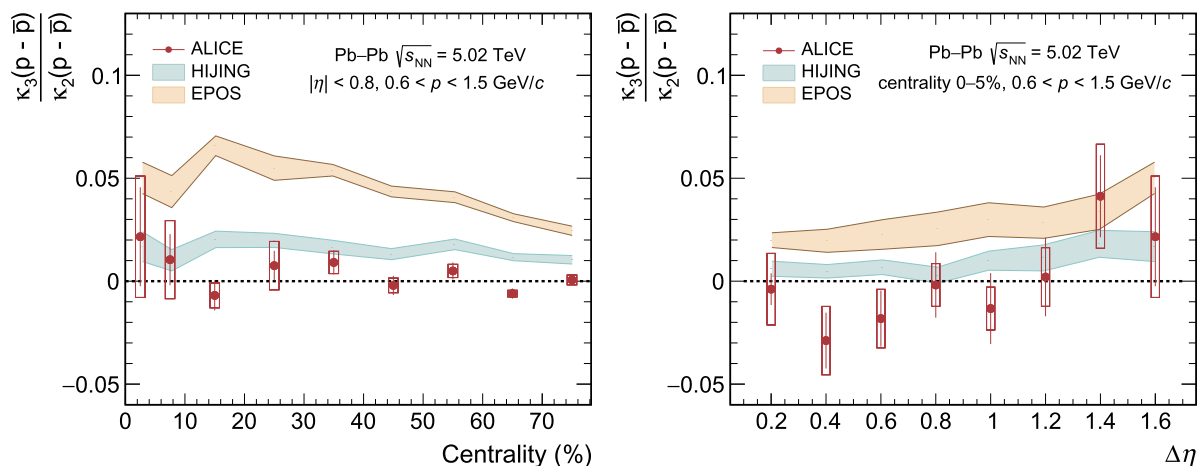 κ3(p - p̅)
κ2(p - p̅)
ALICE
HIJING
EPOS
Pb–Pb √sNN = 5.02 TeV
|η| < 0.8, 0.6 < p < 1.5 GeV/c
0.1
0.05
0
−0.05
0 10 20 30 40 50 60 70
Centrality (%)
κ3(p - p̅)
κ2(p - p̅)
ALICE
HIJING
EPOS
Pb–Pb √sNN = 5.02 TeV
centrality 0–5%, 0.6 < p < 1.5 GeV/c
0.1
0.05
0
−0.05
0.2 0.4 0.6 0.8 1 1.2 1.4 1.6
Δη